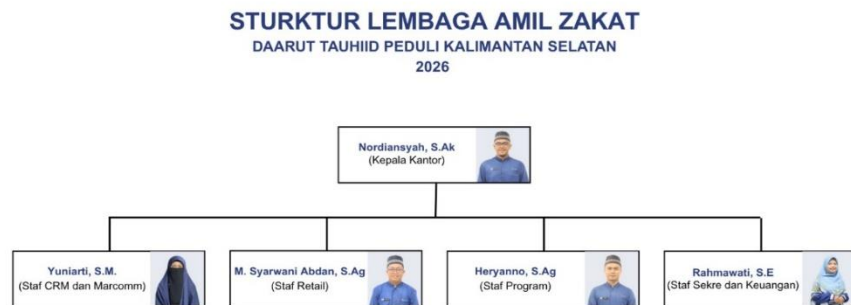 STURKTUR LEMBAGA AMIL ZAKAT
DAARUT TAUHIID PEDULI KALIMANTAN SELATAN
2026
Nordiansyah, S.Ak
(Kepala Kantor)
Yuniarti, S.M.
(Staf CRM dan Marcomm)
M. Syarwani Abdan, S.Ag
(Staf Retail)
Heryanno, S.Ag
(Staf Program)
Rahmawati, S.E
(Staf Sekre dan Keuangan)